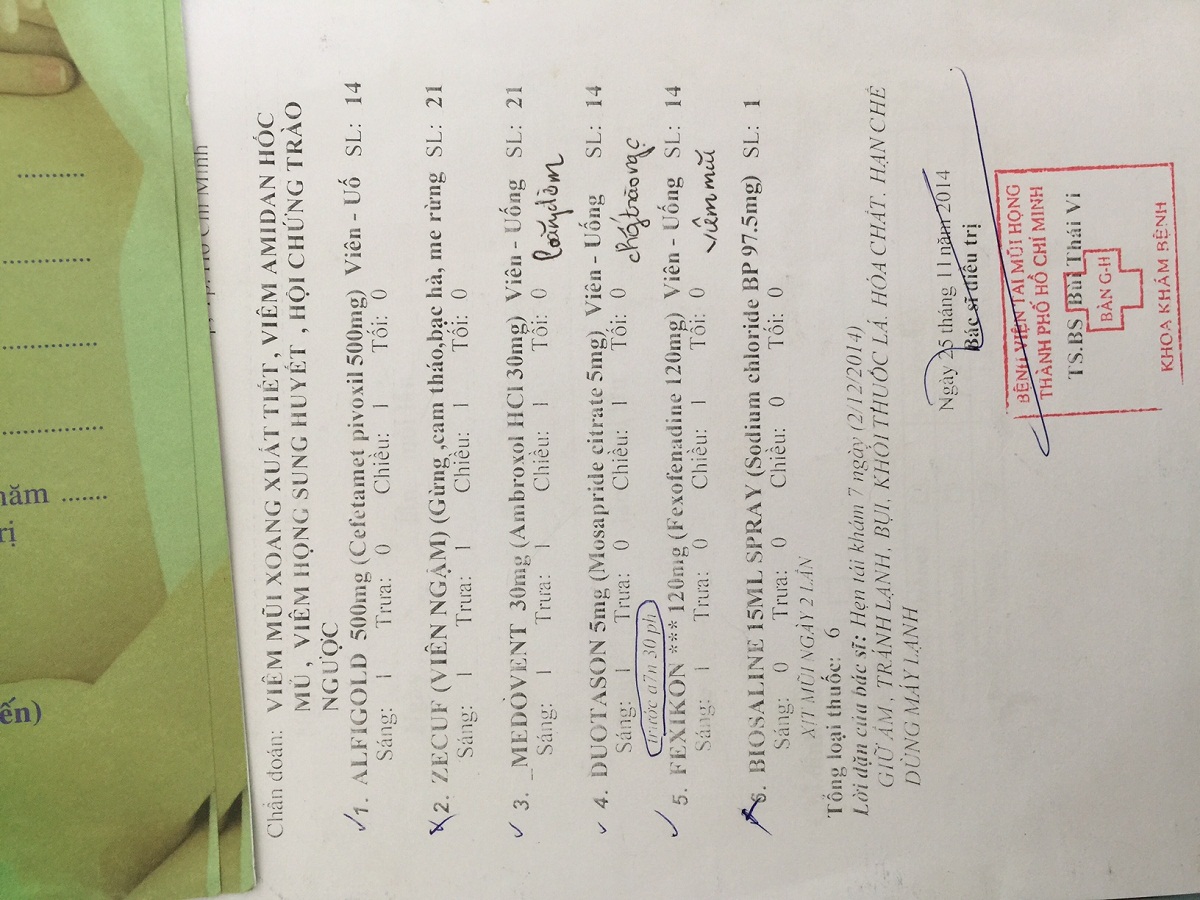 ến)
trị
năm ......
Tp. Hồ Chí Minh
Chẩn đoán: VIÊM MŨI XOANG XUẤT TIẾT , VIÊM AMIDAN HỐC
MỦ , VIÊM HỌNG SUNG HUYẾT , HỘI CHỨNG TRÀO
NGƯỢC
1. ALFIGOLD 500mg (Cefetamet pivoxil 500mg) Viên - Uố SL: 14
Sáng: 1 Trưa: 0 Chiều: 1 Tối: 0
2. ZECUF (VIÊN NGẬM) (Gừng ,cam tháo,bạc hà, me rừng SL: 21
Sáng: 1 Trưa: 1 Chiều: 1 Tối: 0
3. _MEDOVENT 30mg (Ambroxol HCl 30mg) Viên - Uống SL: 21
Sáng: 1 Trưa: 1 Chiều: 1 Tối: 0 loãng đờm
4. DUOTASON 5mg (Mosapride citrate 5mg) Viên - Uống SL: 14
Sáng: 1 Trưa: 0 Chiều: 1 Tối: 0 chống trào ngc
trước a7n 30 ph
5. FEXIKON *** 120mg (Fexofenadine 120mg) Viên - Uống SL: 14
Sáng: 1 Trưa: 0 Chiều: 1 Tối: 0 viêm mũi
6. BIOSALINE 15ML SPRAY (Sodium chloride BP 97.5mg) SL: 1
Sáng: 0 Trưa: 0 Chiều: 0 Tối: 0
XỊT MŨI NGÀY 2 LẦN
Tổng loại thuốc: 6
Lời dặn của bác sĩ: Hẹn tái khám 7 ngày (2/12/2014)
GIỮ ẤM , TRÁNH LẠNH, BỤI, KHÓI THUỐC LÁ. HÓA CHẤT. HẠN CHẾ
DÙNG MÁY LẠNH
Ngày 25 tháng 11 năm 2014
Bác sĩ điều trị
BỆNH VIỆN TAI MŨI HỌNG
THÀNH PHỐ HỒ CHÍ MINH
TS.BS Bùi Thái Vi
BÀN G-H
KHOA KHÁM BỆNH